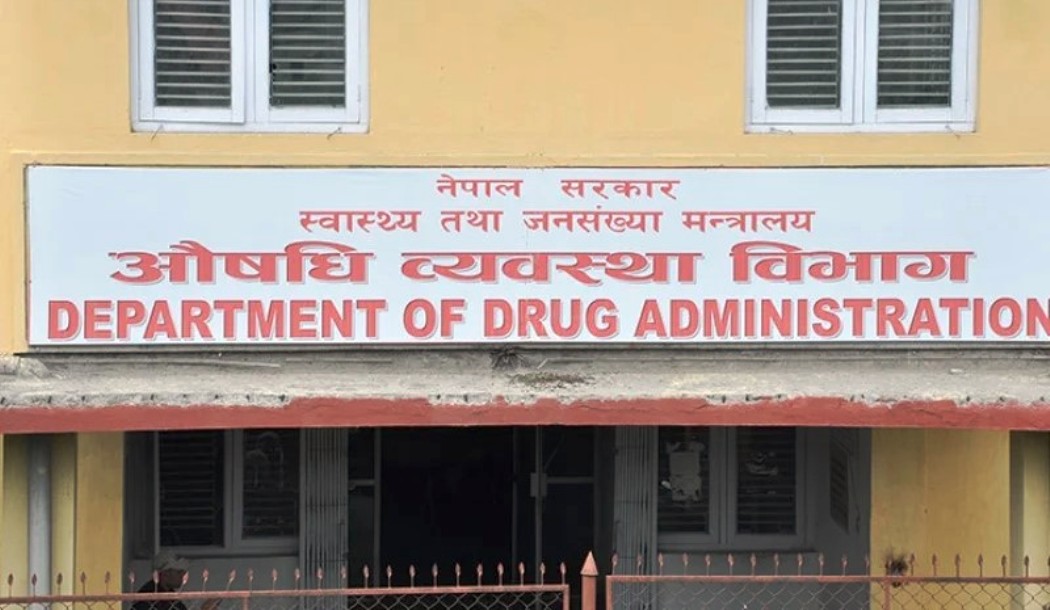 नेपाल सरकार
स्वास्थ्य तथा जनसंख्या मन्त्रालय
औषधि व्यवस्था विभाग
DEPARTMENT OF DRUG ADMINISTRATION